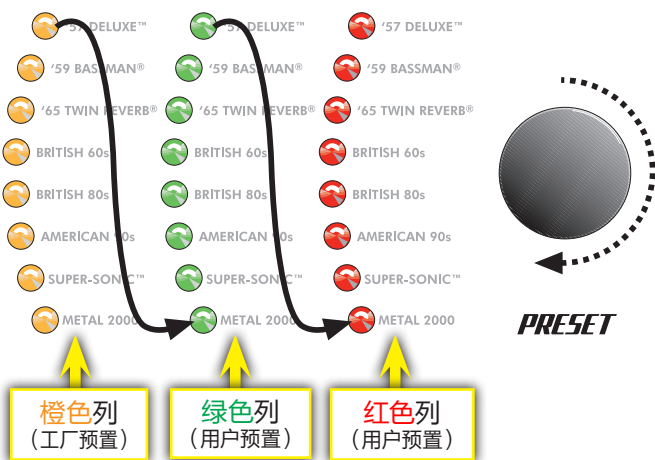 ‘57 DELUXE™ ‘57 DELUXE™ ‘57 DELUXE™
‘59 BASSMAN® ‘59 BASSMAN® ‘59 BASSMAN®
‘65 TWIN REVERB® ‘65 TWIN REVERB® ‘65 TWIN REVERB®
BRITISH 60s BRITISH 60s BRITISH 60s
BRITISH 80s BRITISH 80s BRITISH 80s
AMERICAN 90s AMERICAN 90s AMERICAN 90s
SUPER-SONIC™ SUPER-SONIC™ SUPER-SONIC™
METAL 2000 METAL 2000 METAL 2000
PRESET
橙色列 绿色列 红色列
（工厂预置） （用户预置） （用户预置）